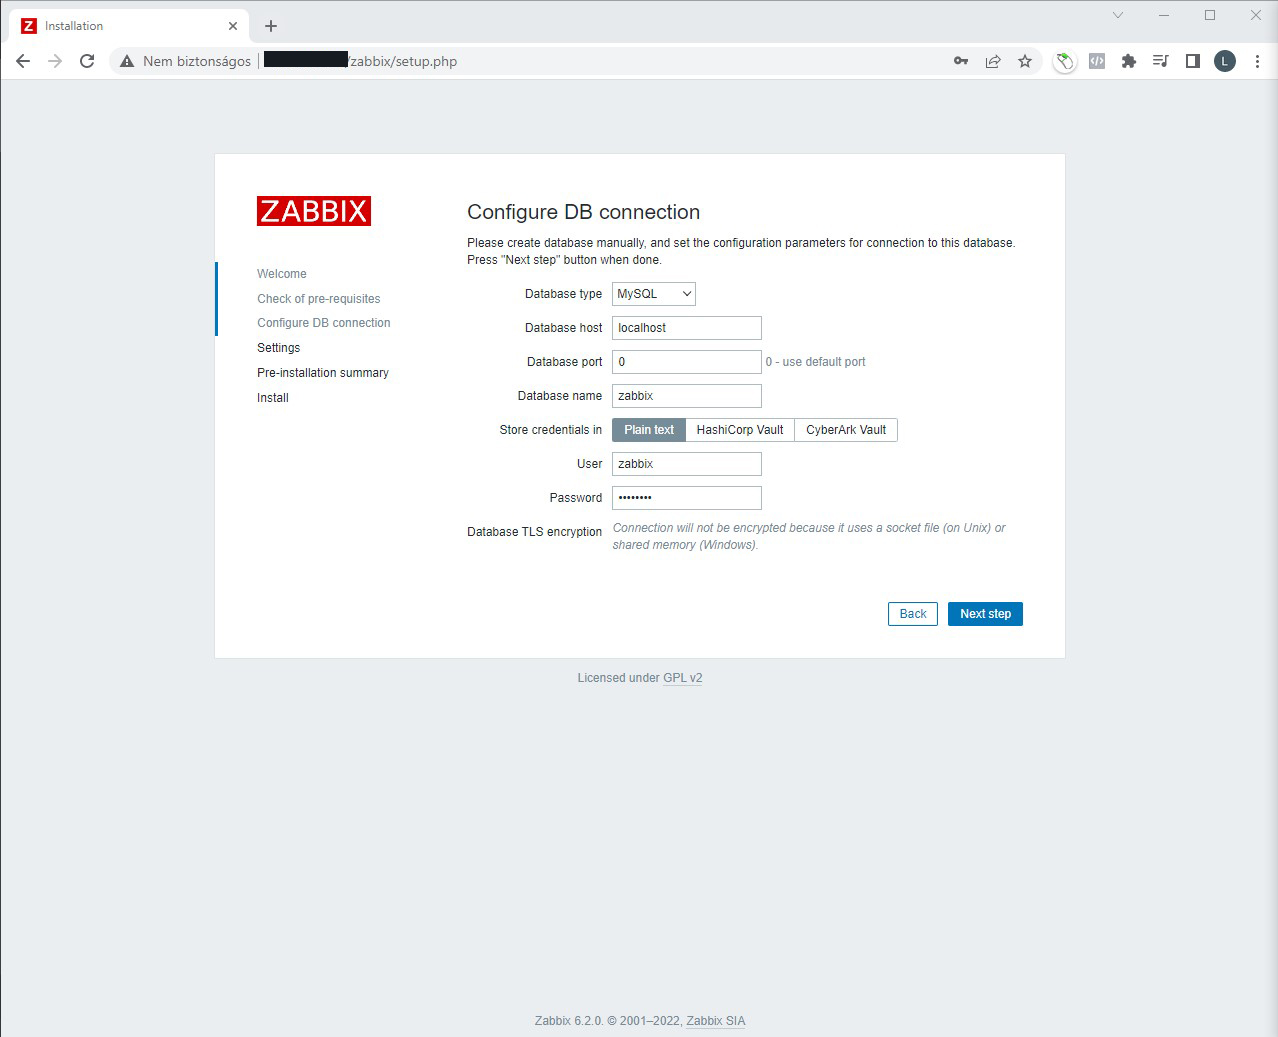 Z Installation
Nem biztonságos | /zabbix/setup.php
L
ZABBIX
Welcome
Check of pre-requisites
Configure DB connection
Settings
Pre-installation summary
Install
Configure DB connection
Please create database manually, and set the configuration parameters for connection to this database.
Press "Next step" button when done.
Database type MySQL
Database host localhost
Database port 0 0 - use default port
Database name zabbix
Store credentials in Plain text HashiCorp Vault CyberArk Vault
User zabbix
Password ••••••••
Database TLS encryption Connection will not be encrypted because it uses a socket file (on Unix) or
shared memory (Windows).
Back Next step
Licensed under GPL v2
Zabbix 6.2.0. © 2001–2022, Zabbix SIA